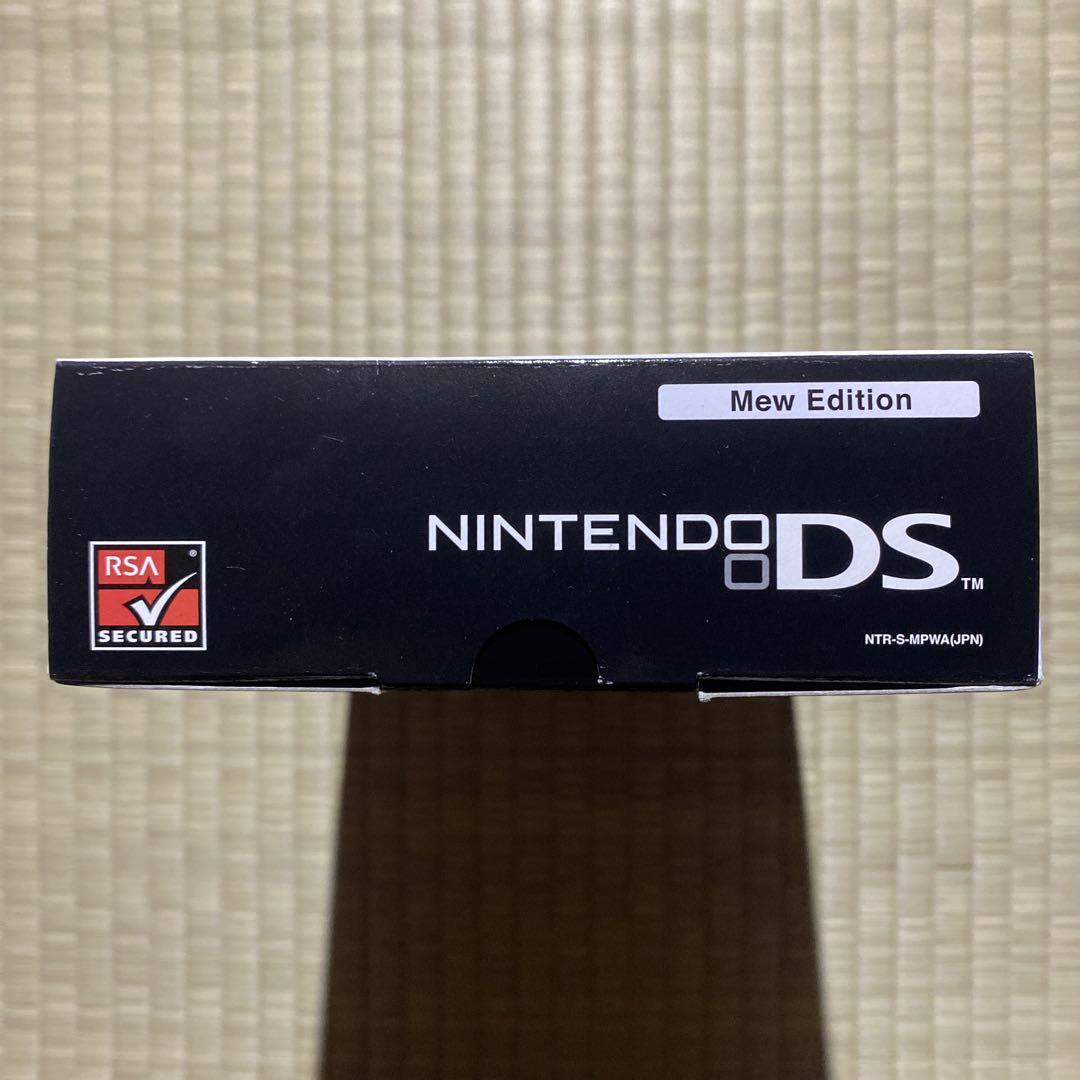 Mew Edition
NINTENDO DS™
RSA®
SECURED
NTR-S-MPWA(JPN)